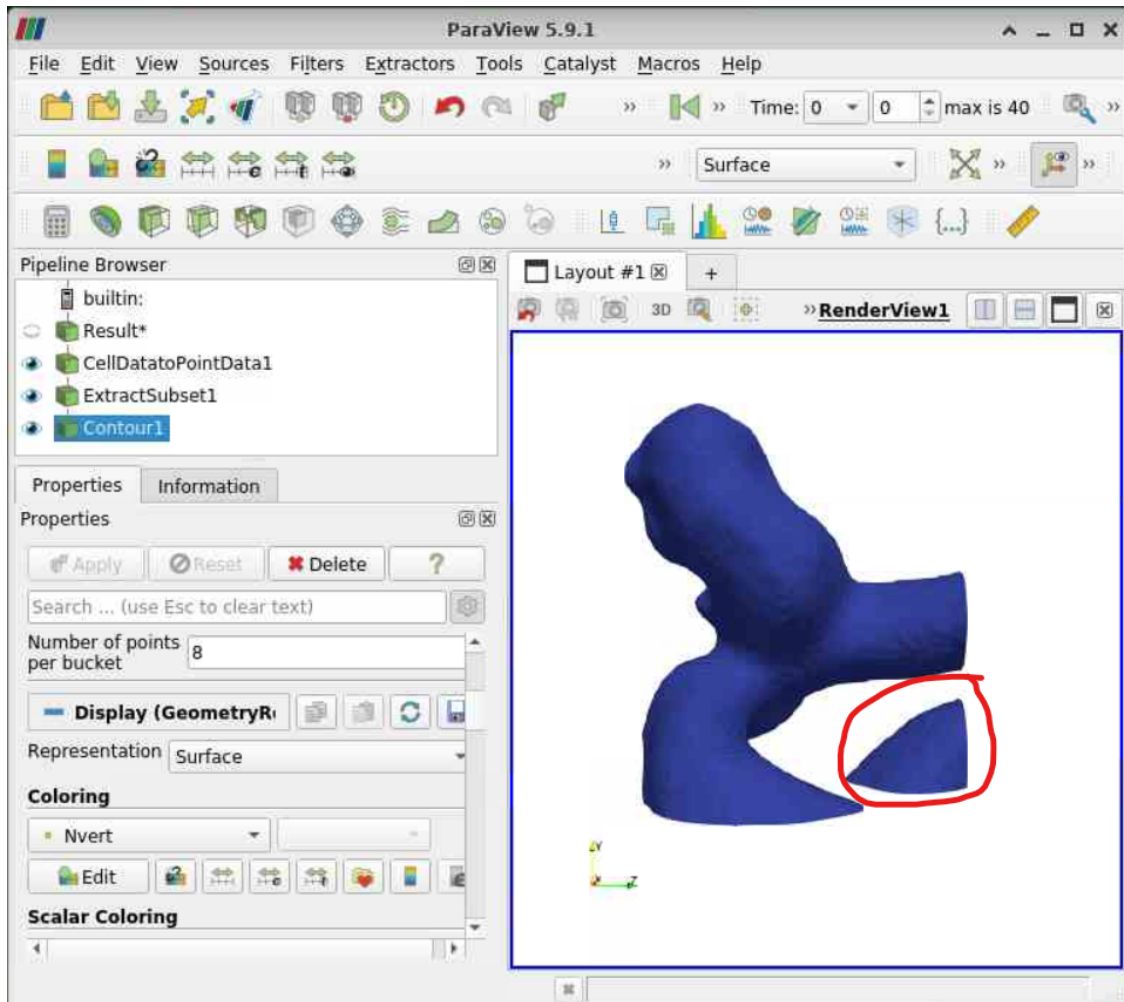 ParaView 5.9.1
File Edit View Sources Filters Extractors Tools Catalyst Macros Help
» » Time: 0 0 max is 40 »
» Surface » »
{...}
Pipeline Browser
builtin:
Result*
CellDatatoPointData1
ExtractSubset1
Contour1
Properties Information
Properties
Apply Reset Delete ?
Search ... (use Esc to clear text)
Number of points
per bucket
8
Display (GeometryR
Representation Surface
Coloring
Nvert
Edit
Scalar Coloring
Layout #1 +
3D » RenderView1
Y
Z